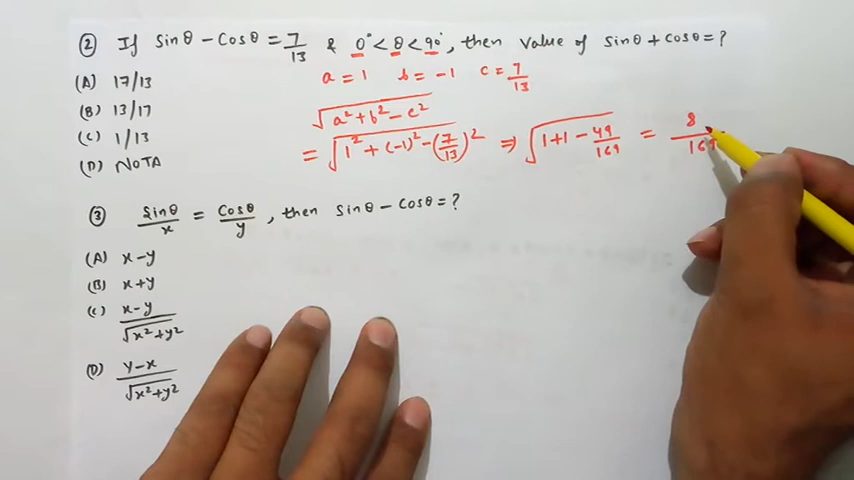 ② If sinθ - cosθ = 7/13 & 0° < θ < 90°, then value of sinθ + cosθ = ?
a = 1 b = -1 c = 7/13
(A) 17/13
(B) 13/17
(C) 1/13
(D) NOTA
√(a² + b² - c²)
= √(1² + (-1)² - (7/13)²) ⇒ √(1+1 - 49/169) = 8/169
③ sinθ/x = cosθ/y, then sinθ - cosθ = ?
(A) x-y
(B) x+y
(C) x-y/√x²+y²
(D) y-x/√x²+y²